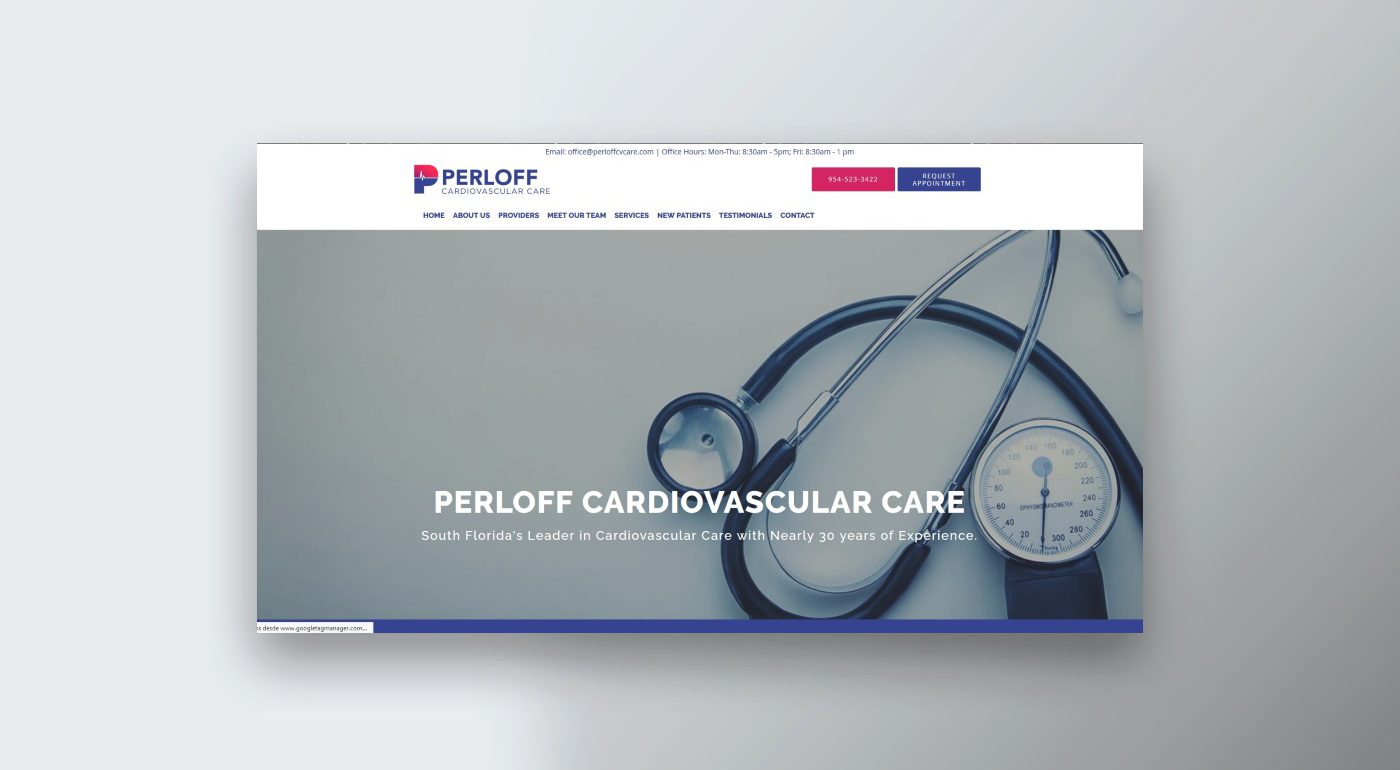 Email: office@perloffcvcare.com | Office Hours: Mon-Thu: 8:30am - 5pm; Fri: 8:30am - 1 pm
PERLOFF
CARDIOVASCULAR CARE
954-523-3422
REQUEST
APPOINTMENT
HOME ABOUT US PROVIDERS MEET OUR TEAM SERVICES NEW PATIENTS TESTIMONIALS CONTACT
140 160
120 180
100 200
80 220
60 SPHYGMOMANOMETER 240
40 260
20 300 280
PERLOFF CARDIOVASCULAR CARE
South Florida's Leader in Cardiovascular Care with Nearly 30 years of Experience.
desde www.googletagmanager.com...